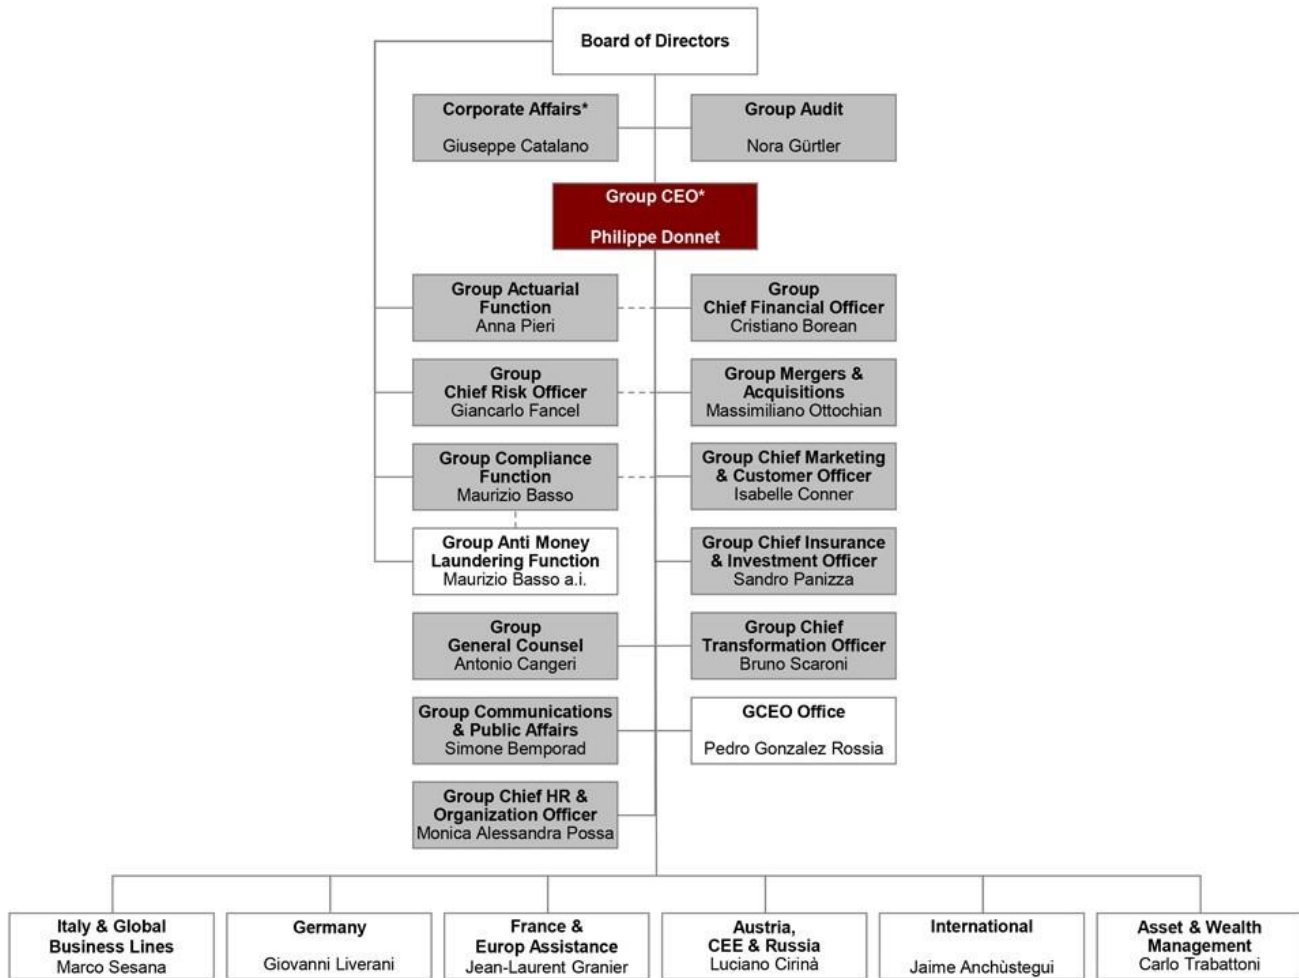 Board of Directors
Corporate Affairs*
Giuseppe Catalano
Group Audit
Nora Gürtler
Group CEO*
Philippe Donnet
Group Actuarial
Function
Anna Pieri
Group
Chief Financial Officer
Cristiano Borean
Group
Chief Risk Officer
Giancarlo Fancel
Group Mergers &
Acquisitions
Massimiliano Ottochian
Group Compliance
Function
Maurizio Basso
Group Chief Marketing
& Customer Officer
Isabelle Conner
Group Anti Money
Laundering Function
Maurizio Basso a.i.
Group Chief Insurance
& Investment Officer
Sandro Panizza
Group
General Counsel
Antonio Cangeri
Group Chief
Transformation Officer
Bruno Scaroni
Group Communications
& Public Affairs
Simone Bemporad
GCEO Office
Pedro Gonzalez Rossia
Group Chief HR &
Organization Officer
Monica Alessandra Possa
Italy & Global
Business Lines
Marco Sesana
Germany
Giovanni Liverani
France &
Europ Assistance
Jean-Laurent Granier
Austria,
CEE & Russia
Luciano Cirinà
International
Jaime Anchùstegui
Asset & Wealth
Management
Carlo Trabattoni